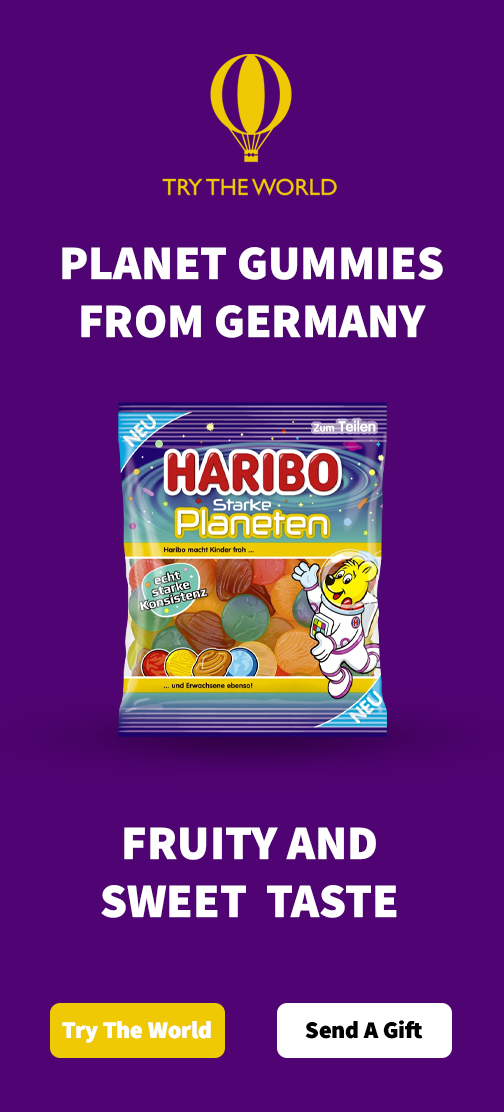 TRY THE WORLD
PLANET GUMMIES
FROM GERMANY
NEU
Zum Teilen
HARIBO
Starke
Planeten
Haribo macht Kinder froh ...
echt
starke
Konsistenz
... und Erwachsene ebenso!
NEU
FRUITY AND
SWEET TASTE
Try The World
Send A Gift